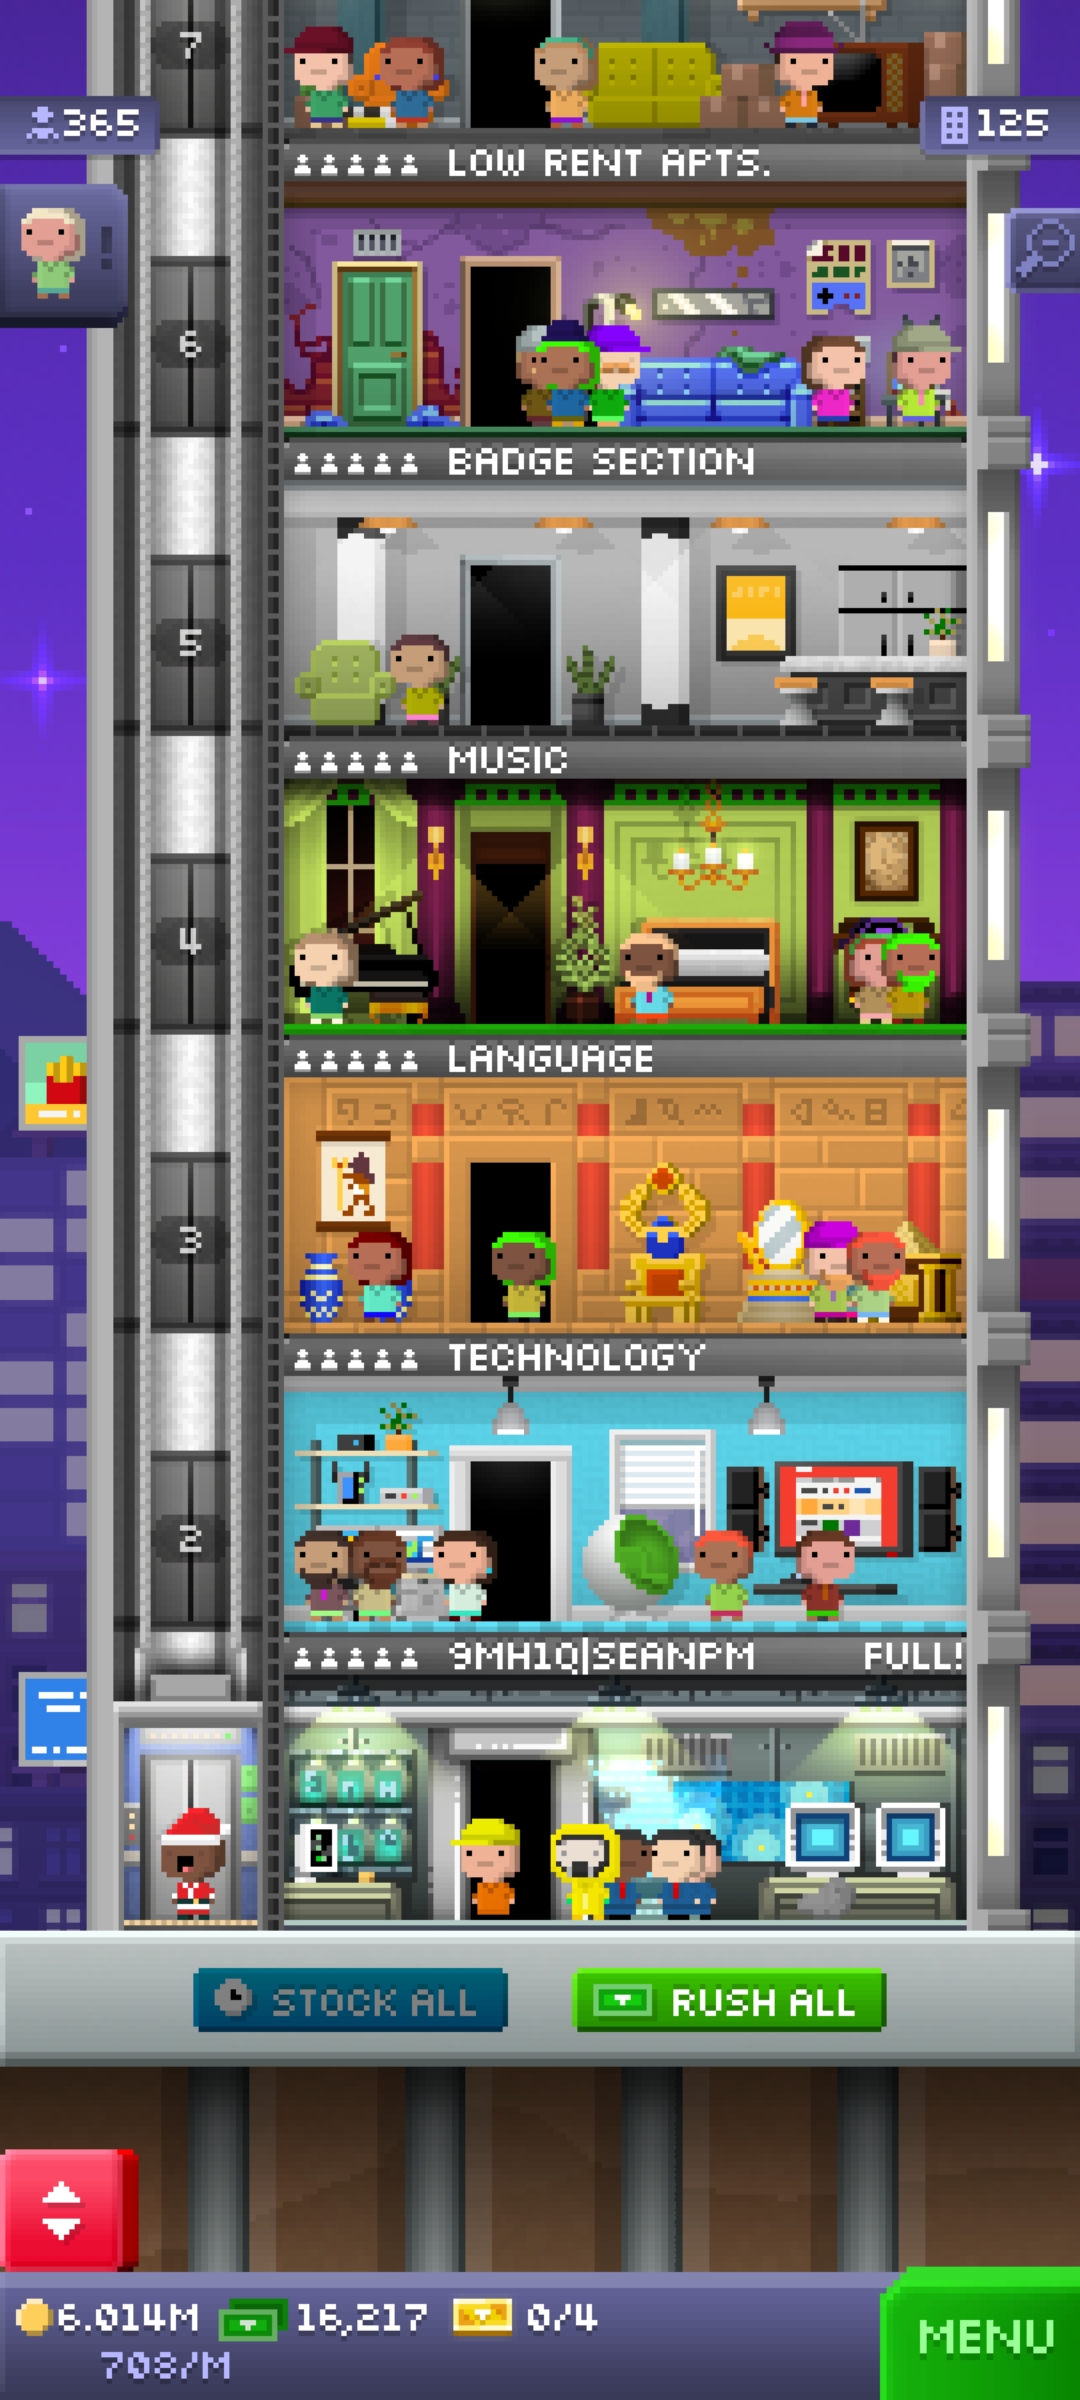 7
365
125
LOW RENT APTS.
6
BADGE SECTION
5
MUSIC
4
LANGUAGE
3
TECHNOLOGY
2
9MH1Q|SEANPM FULL!
STOCK ALL
RUSH ALL
6.014M 16,217 0/4
708/M
MENU